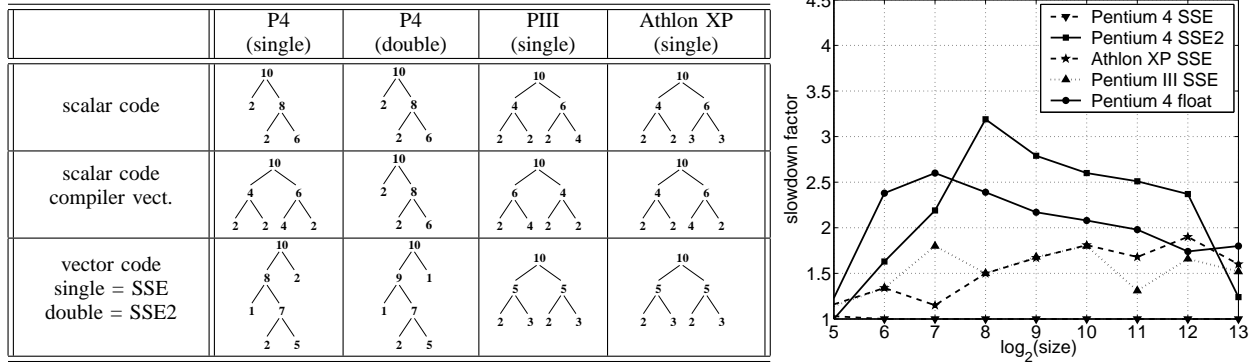 P4 P4 PIII Athlon XP
(single) (double) (single) (single)
scalar code
10 10 10 10
2 8 2 8 4 6 4 6
2 6 2 6 2 2 2 4 2 2 3 3
scalar code
compiler vect.
10 10 10 10
4 6 2 8 6 4 4 6
2 2 4 2 2 6 2 4 2 2 2 2 4 2
vector code
single = SSE
double = SSE2
10 10 10 10
8 2 9 1 5 5 5 5
1 7 1 7 2 3 2 3 2 3 2 3
2 5 2 5
Pentium 4 SSE
Pentium 4 SSE2
Athlon XP SSE
Pentium III SSE
Pentium 4 float
slowdown factor
4.5
4
3.5
3
2.5
2
1.5
1
5 6 7 8 9 10 11 12 13
log2(size)